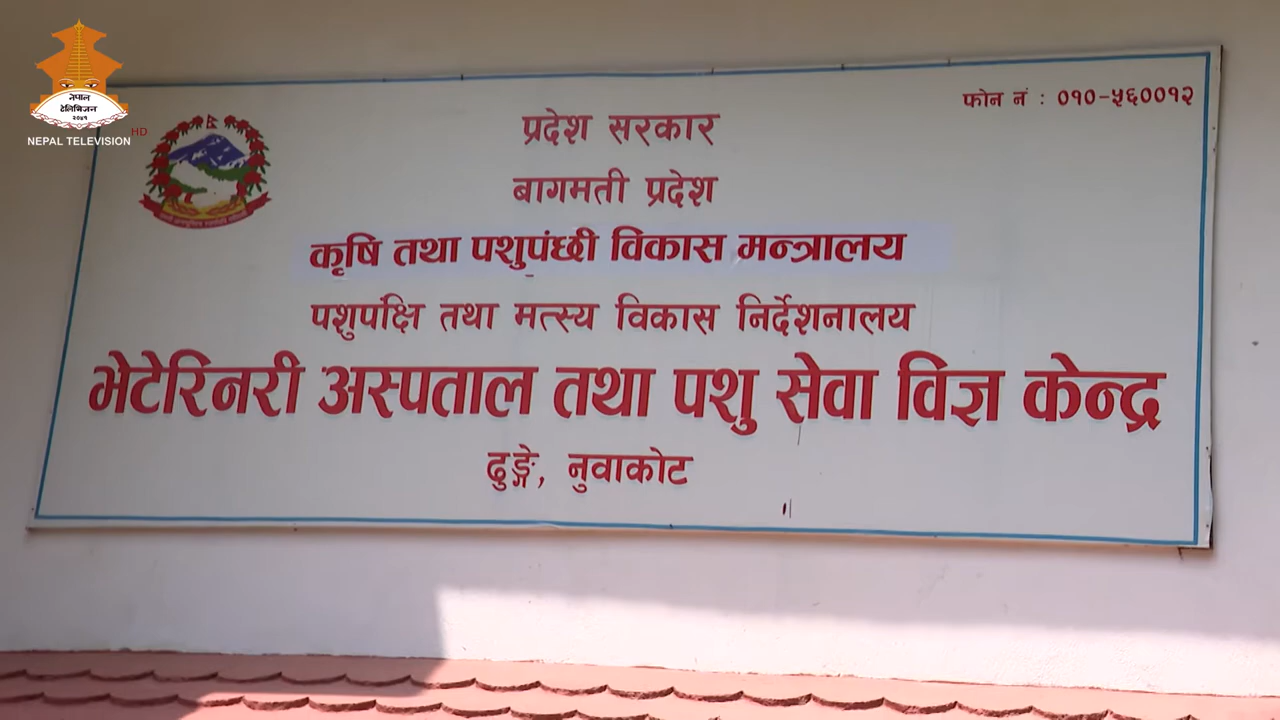 नेपाल
टेलिभिजन
२०४१
NEPAL TELEVISION HD
फोन नं : ०१०-५६००१२
प्रदेश सरकार
बागमती प्रदेश
कृषि तथा पशुपंछी विकास मन्त्रालय
पशुपंक्षि तथा मत्स्य विकास निर्देशनालय
भेटेरिनरी अस्पताल तथा पशु सेवा विज्ञ केन्द्र
ढुङ्गे, नुवाकोट